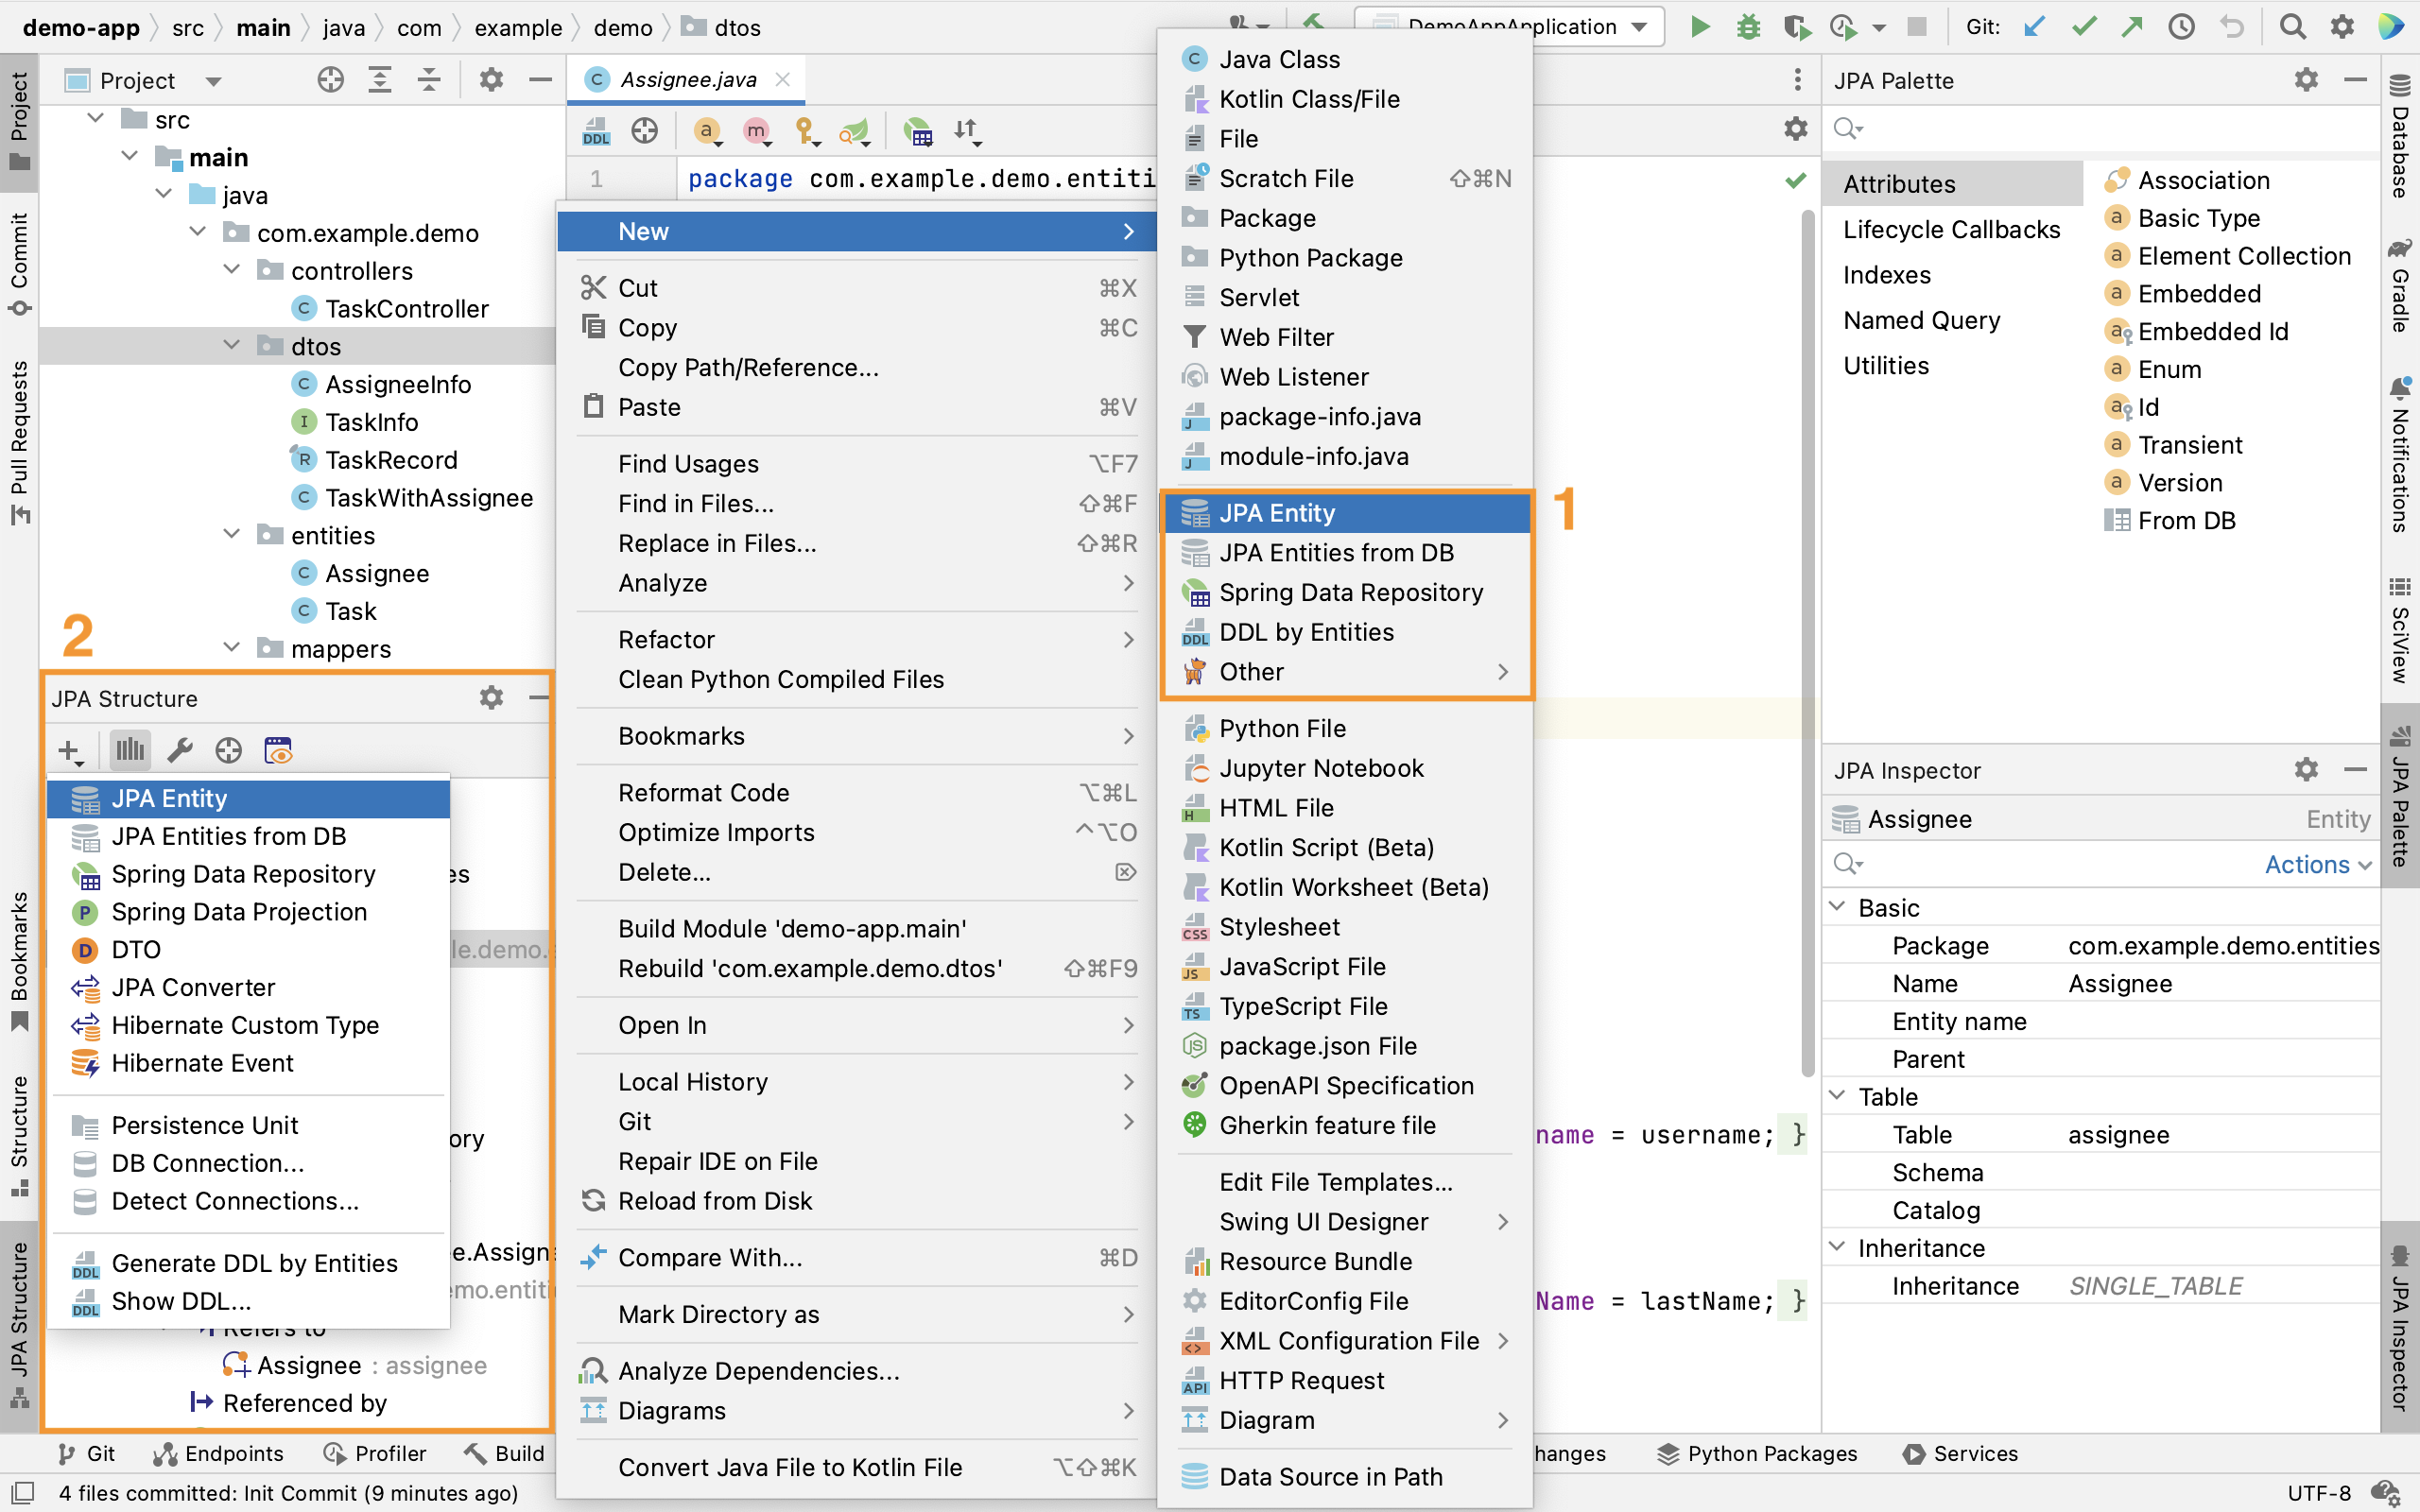 demo-app src main java com example demo dtos
DemoAppApplication
Git:
Project
Assignee.java
src
main
java
com.example.demo
controllers
TaskController
dtos
AssigneeInfo
TaskInfo
TaskRecord
TaskWithAssignee
entities
Assignee
Task
mappers
2
JPA Structure
JPA Entity
JPA Entities from DB
Spring Data Repository
Spring Data Projection
DTO
JPA Converter
Hibernate Custom Type
Hibernate Event
Persistence Unit
DB Connection...
Detect Connections...
Generate DDL by Entities
Show DDL...
es
le.demo.
ory
e.Assign
emo.entiti
Refers to
Assignee : assignee
Referenced by
1 package com.example.demo.entiti
New
Cut ⌘X
Copy ⌘C
Copy Path/Reference...
Paste ⌘V
Find Usages ⌥F7
Find in Files... ⇧⌘F
Replace in Files... ⇧⌘R
Analyze
Refactor
Clean Python Compiled Files
Bookmarks
Reformat Code ⌥⌘L
Optimize Imports ^⌥O
Delete... ⌦
Build Module 'demo-app.main'
Rebuild 'com.example.demo.dtos' ⇧⌘F9
Open In
Local History
Git
Repair IDE on File
Reload from Disk
Compare With... ⌘D
Mark Directory as
Analyze Dependencies...
Diagrams
Convert Java File to Kotlin File ⌥⇧⌘K
Java Class
Kotlin Class/File
File
Scratch File ⇧⌘N
Package
Python Package
Servlet
Web Filter
Web Listener
package-info.java
module-info.java
1
JPA Entity
JPA Entities from DB
Spring Data Repository
DDL by Entities
Other
Python File
Jupyter Notebook
HTML File
Kotlin Script (Beta)
Kotlin Worksheet (Beta)
Stylesheet
JavaScript File
TypeScript File
package.json File
OpenAPI Specification
Gherkin feature file
Edit File Templates...
Swing UI Designer
Resource Bundle
EditorConfig File
XML Configuration File
HTTP Request
Diagram
Data Source in Path
name = username; }
Name = lastName; }
JPA Palette
Attributes
Lifecycle Callbacks
Indexes
Named Query
Utilities
Association
Basic Type
Element Collection
Embedded
Embedded Id
Enum
Id
Transient
Version
From DB
JPA Inspector
Assignee Entity
Actions
Basic
Package com.example.demo.entities
Name Assignee
Entity name
Parent
Table
Table assignee
Schema
Catalog
Inheritance
Inheritance SINGLE_TABLE
Project
Commit
Pull Requests
Bookmarks
Structure
JPA Structure
Database
Gradle
Notifications
SciView
JPA Palette
JPA Inspector
Git Endpoints Profiler Build hanges Python Packages Services
4 files committed: Init Commit (9 minutes ago) UTF-8